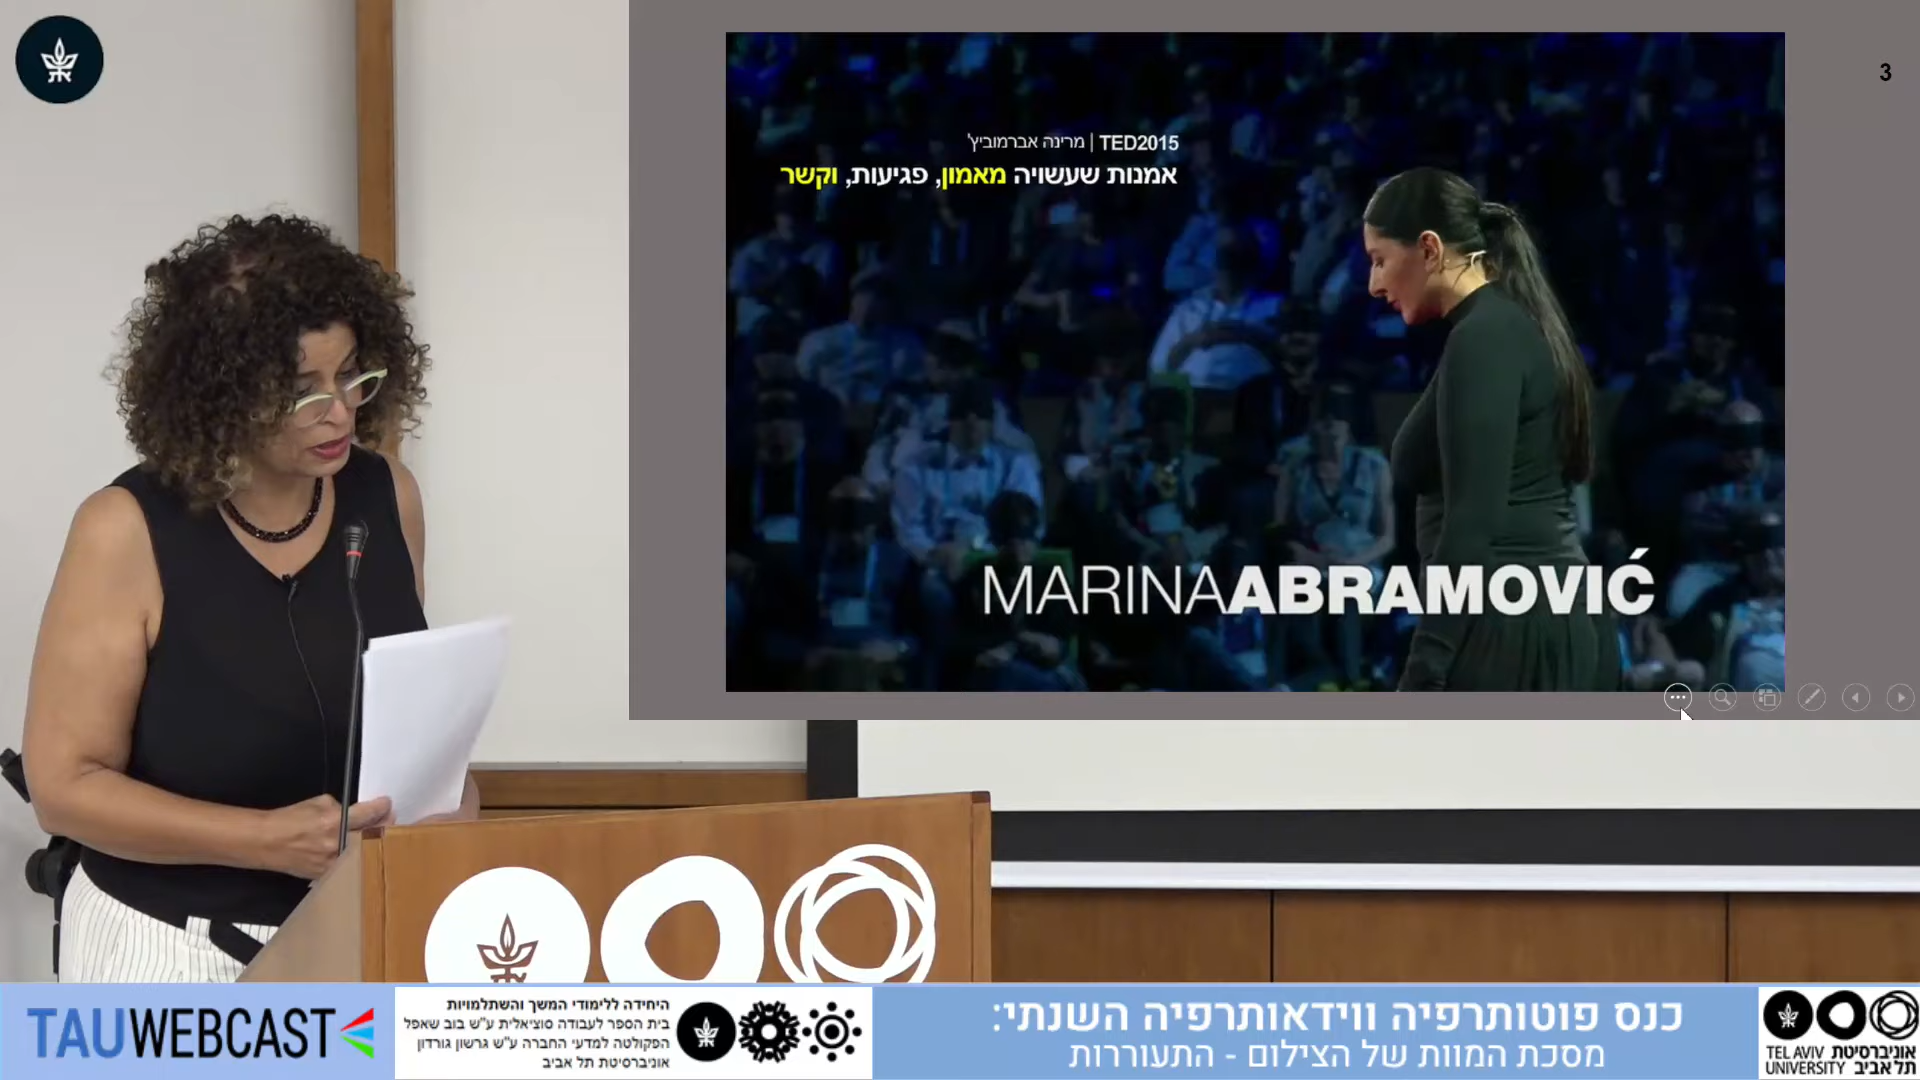 3
TED2015 | מרינה אברמוביץ'
אמנות שעשויה מאמון, פגיעות, וקשר
MARINAABRAMOVIĆ
TAUWEBCAST
היחידה ללימודי המשך והשתלמויות
בית הספר לעבודה סוציאלית ע"ש בוב שאפל
הפקולטה למדעי החברה ע"ש גרשון גורדון
אוניברסיטת תל אביב
כנס פוטותרפיה ווידאותרפיה השנתי:
מסכת המוות של הצילום - התעוררות
TEL AVIV אוניברסיטת
UNIVERSITY תל אביב